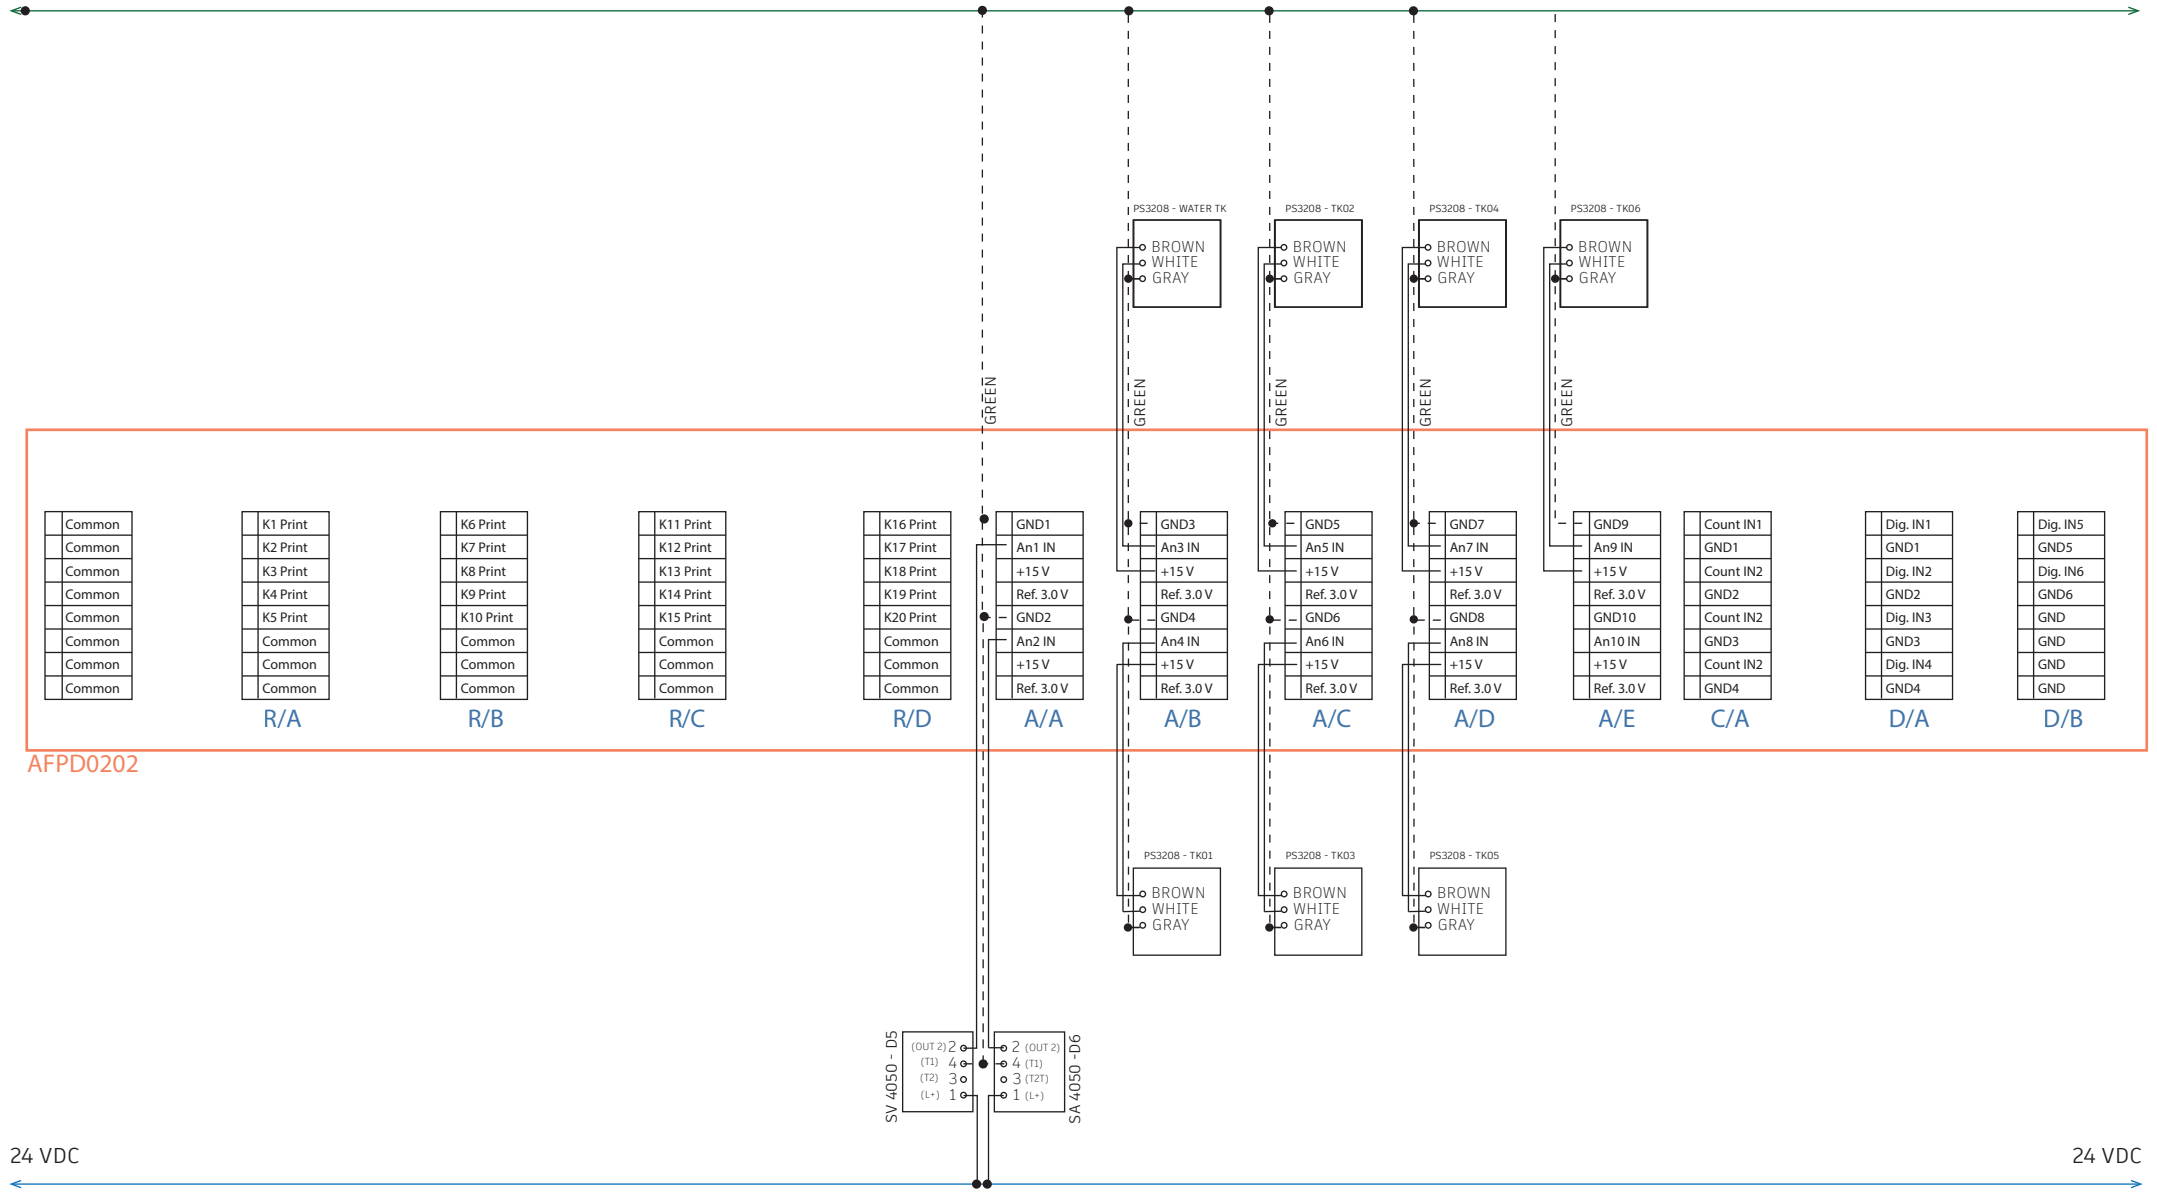 PS3208 - WATER TK
BROWN
WHITE
GRAY
PS3208 - TK02
BROWN
WHITE
GRAY
PS3208 - TK04
BROWN
WHITE
GRAY
PS3208 - TK06
BROWN
WHITE
GRAY
GREEN
GREEN
GREEN
GREEN
GREEN
Common
Common
Common
Common
Common
Common
Common
Common
K1 Print
K2 Print
K3 Print
K4 Print
K5 Print
Common
Common
Common
R/A
K6 Print
K7 Print
K8 Print
K9 Print
K10 Print
Common
Common
Common
R/B
K11 Print
K12 Print
K13 Print
K14 Print
K15 Print
Common
Common
Common
R/C
K16 Print
K17 Print
K18 Print
K19 Print
K20 Print
Common
Common
Common
R/D
GND1
An1 IN
+15 V
Ref. 3.0 V
GND2
An2 IN
+15 V
Ref. 3.0 V
A/A
GND3
An3 IN
+15 V
Ref. 3.0 V
GND4
An4 IN
+15 V
Ref. 3.0 V
A/B
GND5
An5 IN
+15 V
Ref. 3.0 V
GND6
An6 IN
+15 V
Ref. 3.0 V
A/C
GND7
An7 IN
+15 V
Ref. 3.0 V
GND8
An8 IN
+15 V
Ref. 3.0 V
A/D
GND9
An9 IN
+15 V
Ref. 3.0 V
GND10
An10 IN
+15 V
Ref. 3.0 V
A/E
Count IN1
GND1
Count IN2
GND2
Count IN2
GND3
Count IN2
GND4
C/A
Dig. IN1
GND1
Dig. IN2
GND2
Dig. IN3
GND3
Dig. IN4
GND4
D/A
Dig. IN5
GND5
Dig. IN6
GND6
GND
GND
GND
GND
D/B
AFPD0202
PS3208 - TK01
BROWN
WHITE
GRAY
PS3208 - TK03
BROWN
WHITE
GRAY
PS3208 - TK05
BROWN
WHITE
GRAY
SV 4050 - D5
(OUT 2) 2
(T1) 4
(T2) 3
(L+) 1
2 (OUT 2)
4 (T1)
3 (T2T)
1 (L+)
SA 4050 -D6
24 VDC
24 VDC